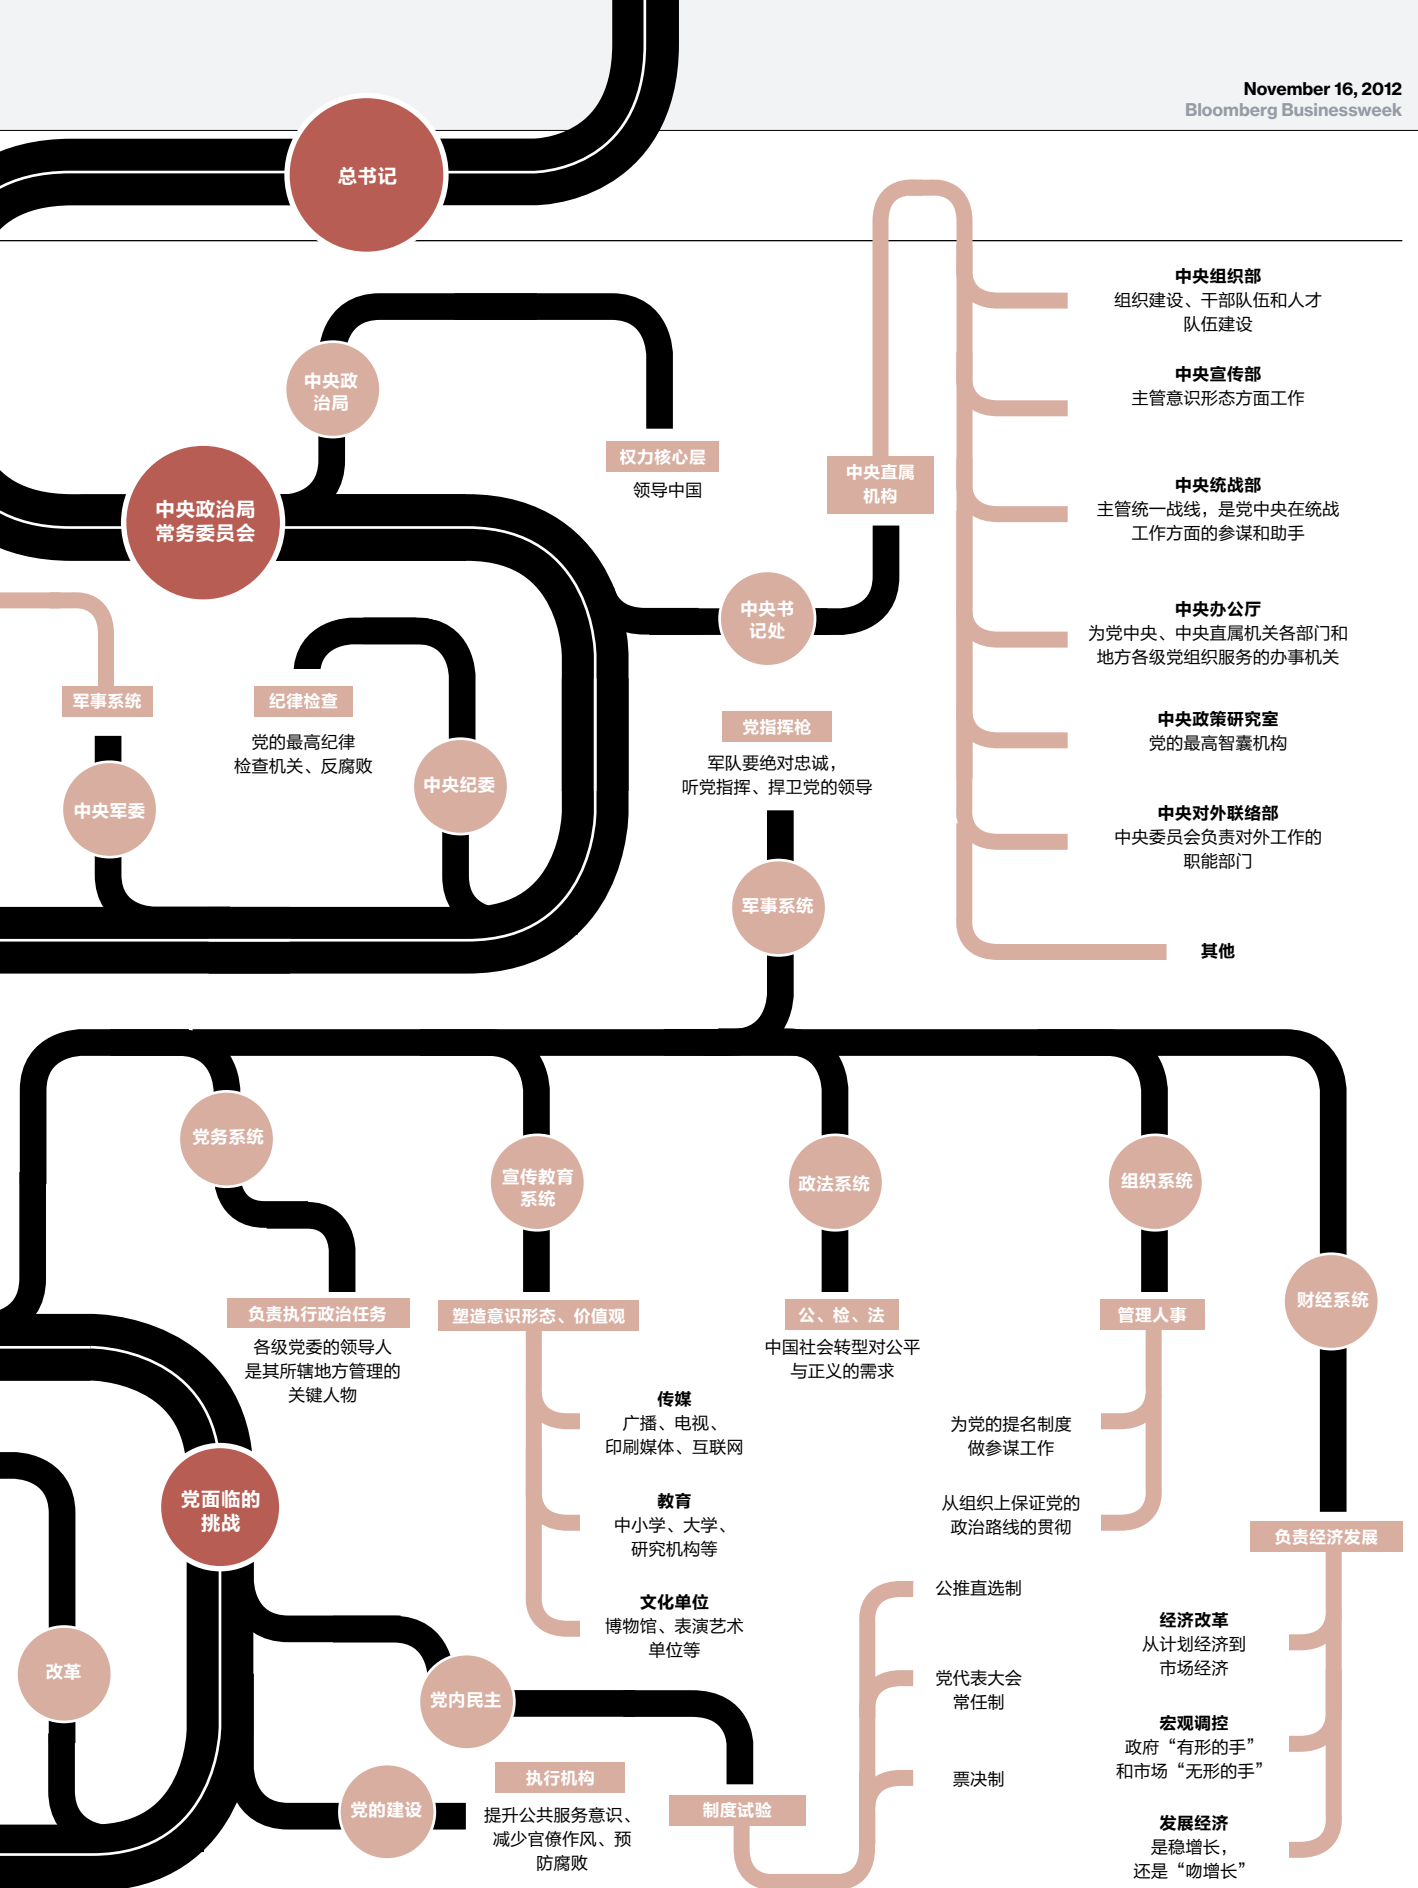 November 16, 2012
Bloomberg Businessweek
总书记
中央组织部
组织建设、干部队伍和人才
队伍建设
中央宣传部
主管意识形态方面工作
中央统战部
主管统一战线，是党中央在统战
工作方面的参谋和助手
中央办公厅
为党中央、中央直属机关各部门和
地方各级党组织服务的办事机关
中央政策研究室
党的最高智囊机构
中央对外联络部
中央委员会负责对外工作的
职能部门
其他
中央直属
机构
中央政
治局
权力核心层
领导中国
中央政治局
常务委员会
中央书
记处
军事系统
中央军委
纪律检查
党的最高纪律
检查机关、反腐败
中央纪委
党指挥枪
军队要绝对忠诚，
听党指挥、捍卫党的领导
军事系统
党务系统
负责执行政治任务
各级党委的领导人
是其所辖地方管理的
关键人物
宣传教育
系统
塑造意识形态、价值观
传媒
广播、电视、
印刷媒体、互联网
教育
中小学、大学、
研究机构等
文化单位
博物馆、表演艺术
单位等
政法系统
公、检、法
中国社会转型对公平
与正义的需求
组织系统
管理人事
为党的提名制度
做参谋工作
从组织上保证党的
政治路线的贯彻
财经系统
负责经济发展
经济改革
从计划经济到
市场经济
宏观调控
政府“有形的手”
和市场“无形的手”
发展经济
是稳增长，
还是“吻增长”
党面临的
挑战
改革
党内民主
党的建设
执行机构
提升公共服务意识、
减少官僚作风、预
防腐败
制度试验
公推直选制
党代表大会
常任制
票决制